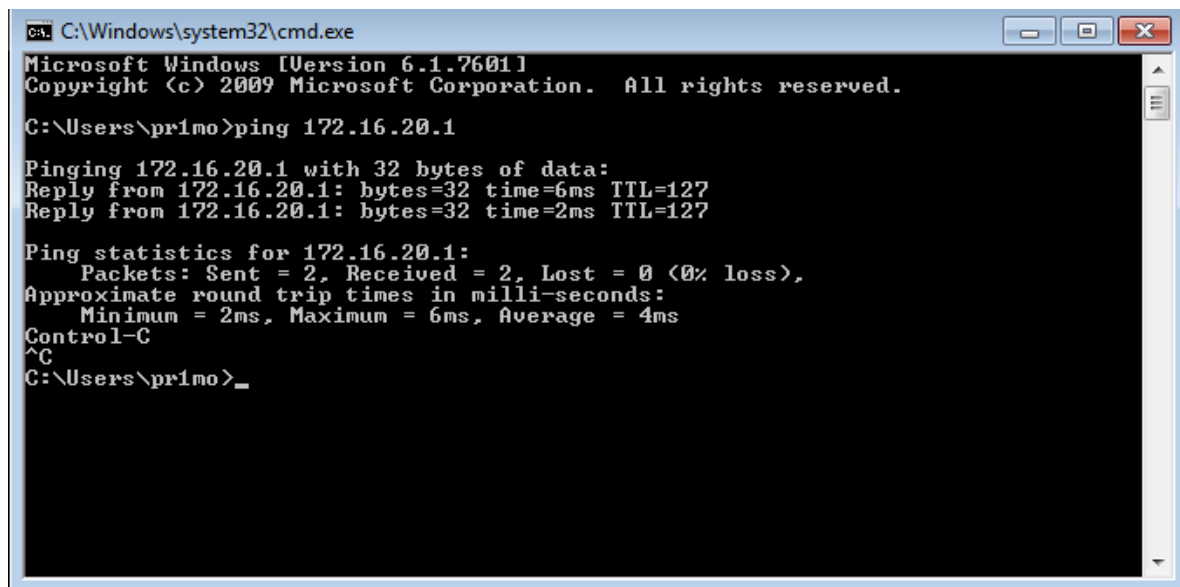 C:\Windows\system32\cmd.exe
Microsoft Windows [Version 6.1.7601]
Copyright (c) 2009 Microsoft Corporation.  All rights reserved.
C:\Users\pr1mo>ping 172.16.20.1
Pinging 172.16.20.1 with 32 bytes of data:
Reply from 172.16.20.1: bytes=32 time=6ms TTL=127
Reply from 172.16.20.1: bytes=32 time=2ms TTL=127
Ping statistics for 172.16.20.1:
    Packets: Sent = 2, Received = 2, Lost = 0 (0% loss),
Approximate round trip times in milli-seconds:
    Minimum = 2ms, Maximum = 6ms, Average = 4ms
Control-C
^C
C:\Users\pr1mo>_